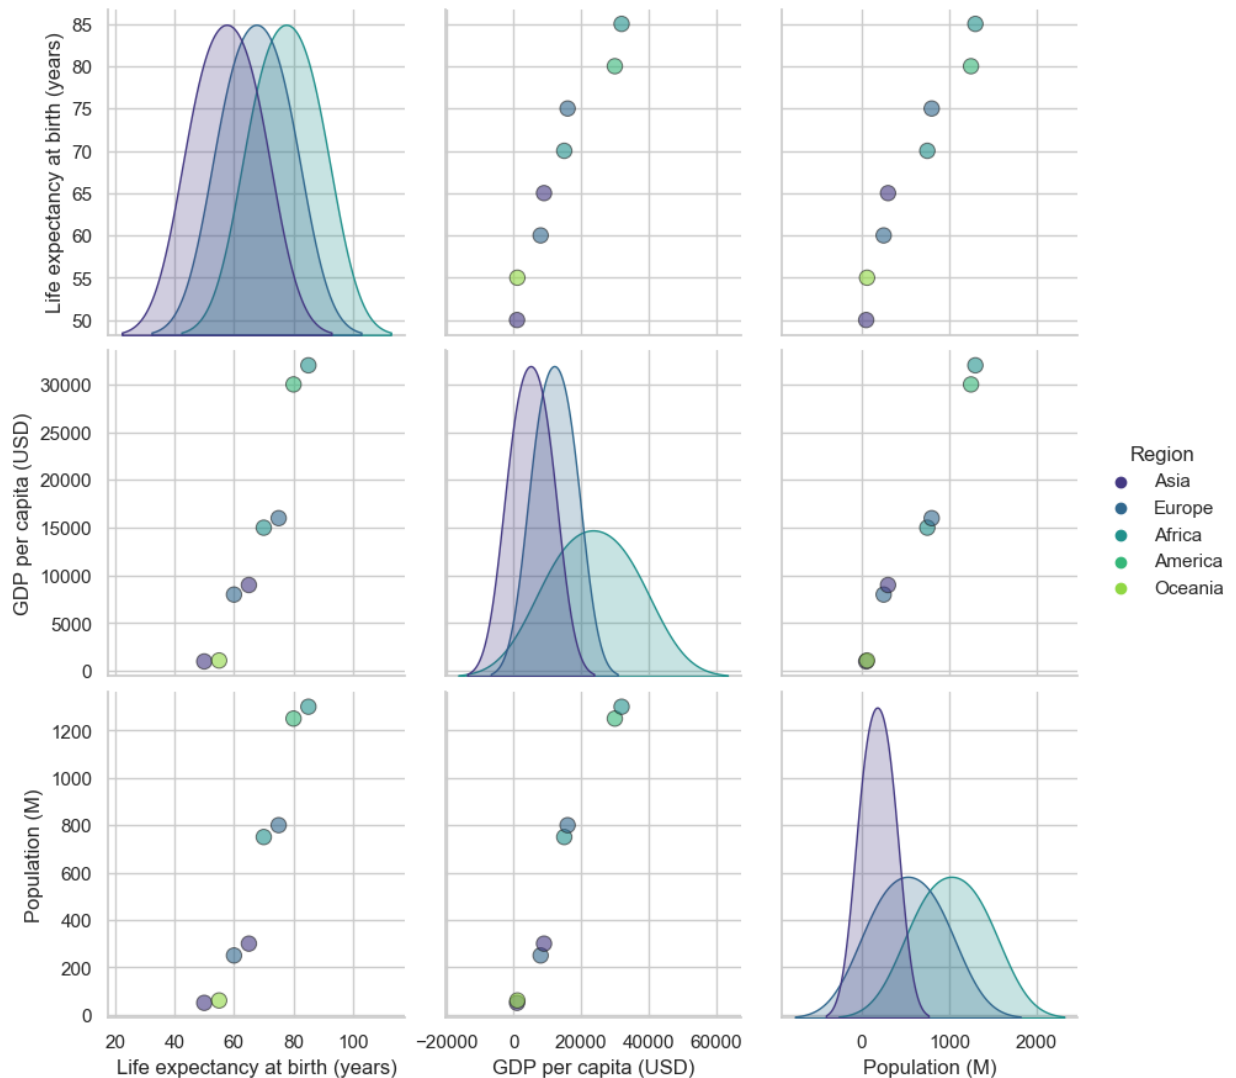 Life expectancy at birth (years)
85
80
75
70
65
60
55
50
GDP per capita (USD)
30000
25000
20000
15000
10000
5000
0
Population (M)
1200
1000
800
600
400
200
0
20 40 60 80 100
Life expectancy at birth (years)
−20000 0 20000 40000 60000
GDP per capita (USD)
0 1000 2000
Population (M)
Region
Asia
Europe
Africa
America
Oceania